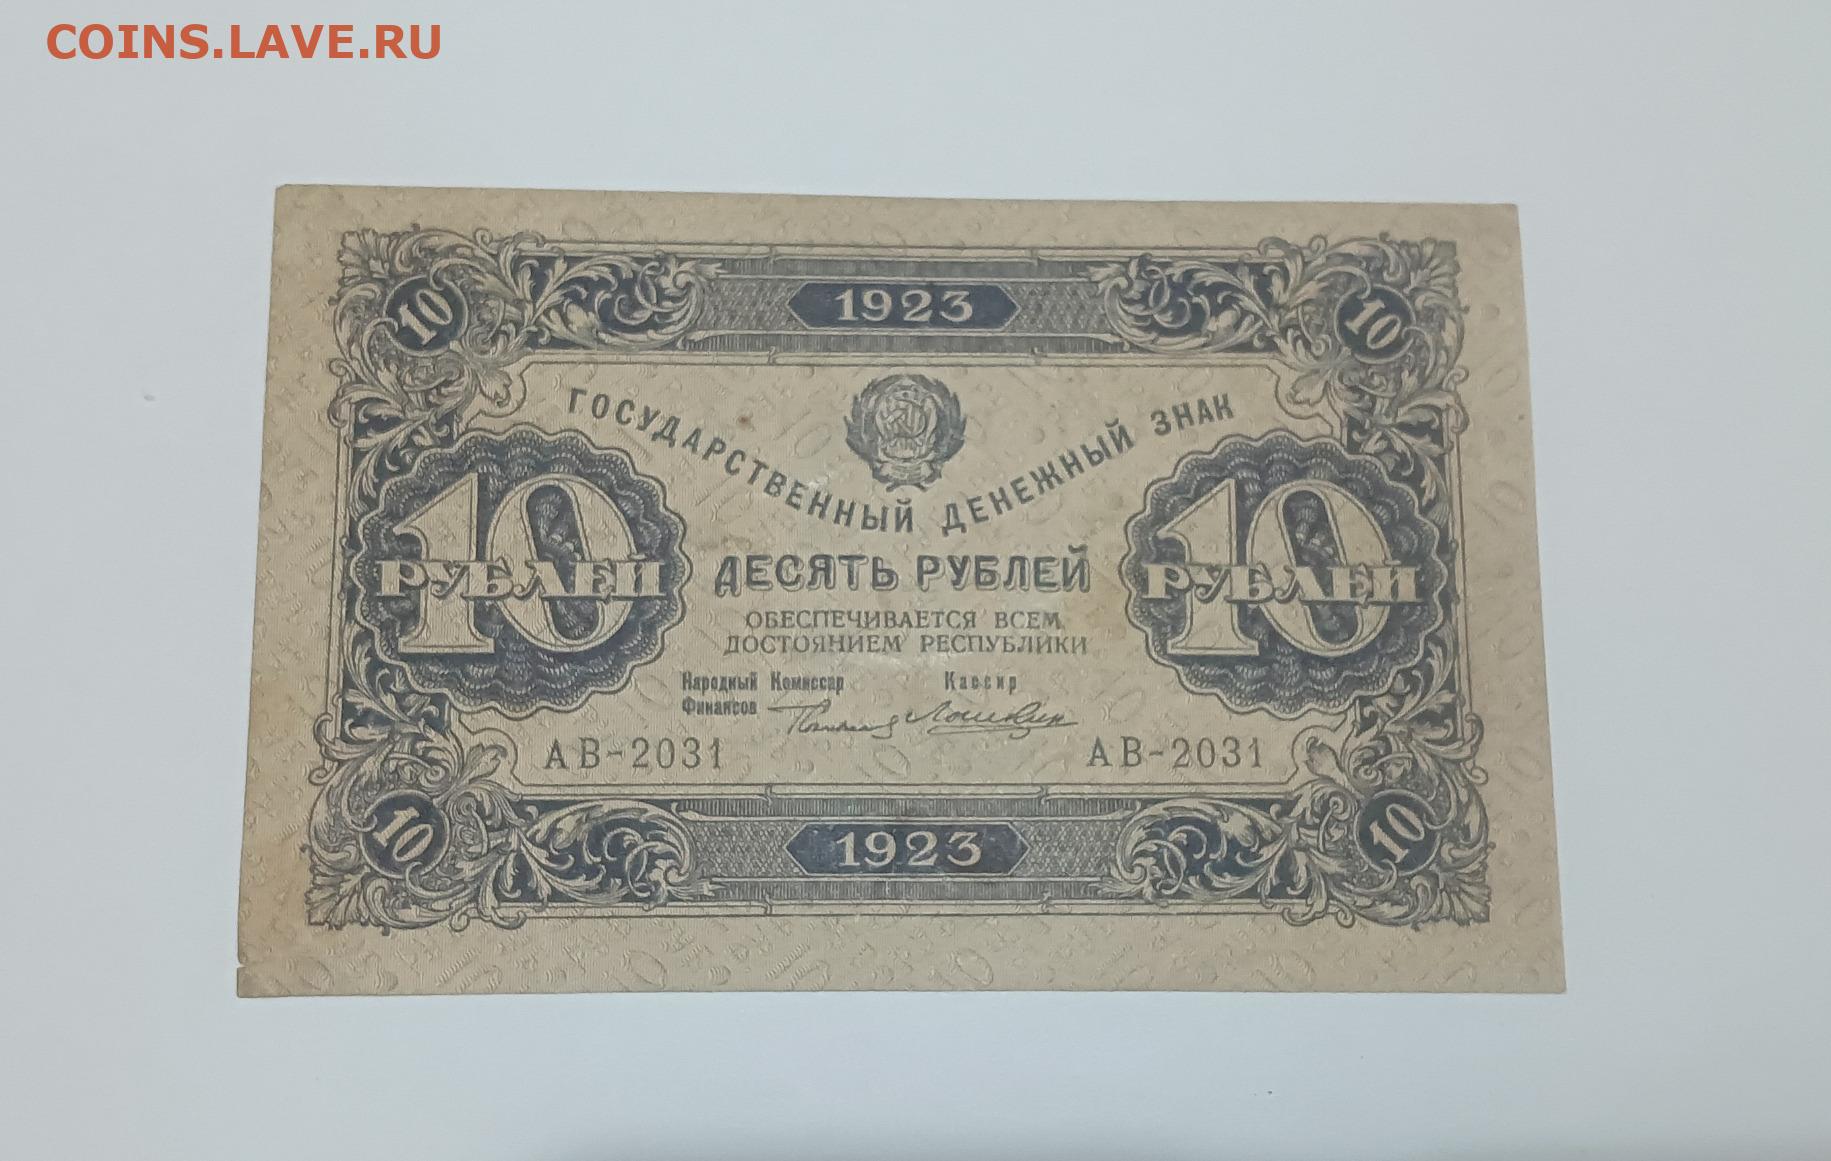 COINS.LAVE.RU
1923
10 10
ГОСУДАРСТВЕННЫЙ ДЕНЕЖНЫЙ ЗНАК
10 РУБЛЕЙ
ДЕСЯТЬ РУБЛЕЙ
10 РУБЛЕЙ
ОБЕСПЕЧИВАЕТСЯ ВСЕМ
ДОСТОЯНИЕМ РЕСПУБЛИКИ
Народный Комиссар
Финансов
Кассир
АВ-2031 АВ-2031
10 10
1923